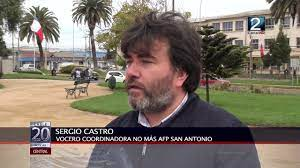 2
SERGIO CASTRO
VOCERO COORDINADORA NO MÁS AFP SAN ANTONIO
20
CENTRAL